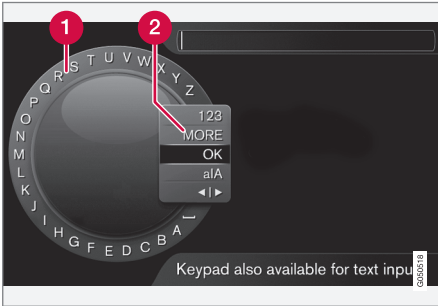 1
2
A B C D E F G H I J K L M N O P Q R S T U V W X Y Z
123
MORE
OK
a|A
◄|►
Keypad also available for text inpu
G050518